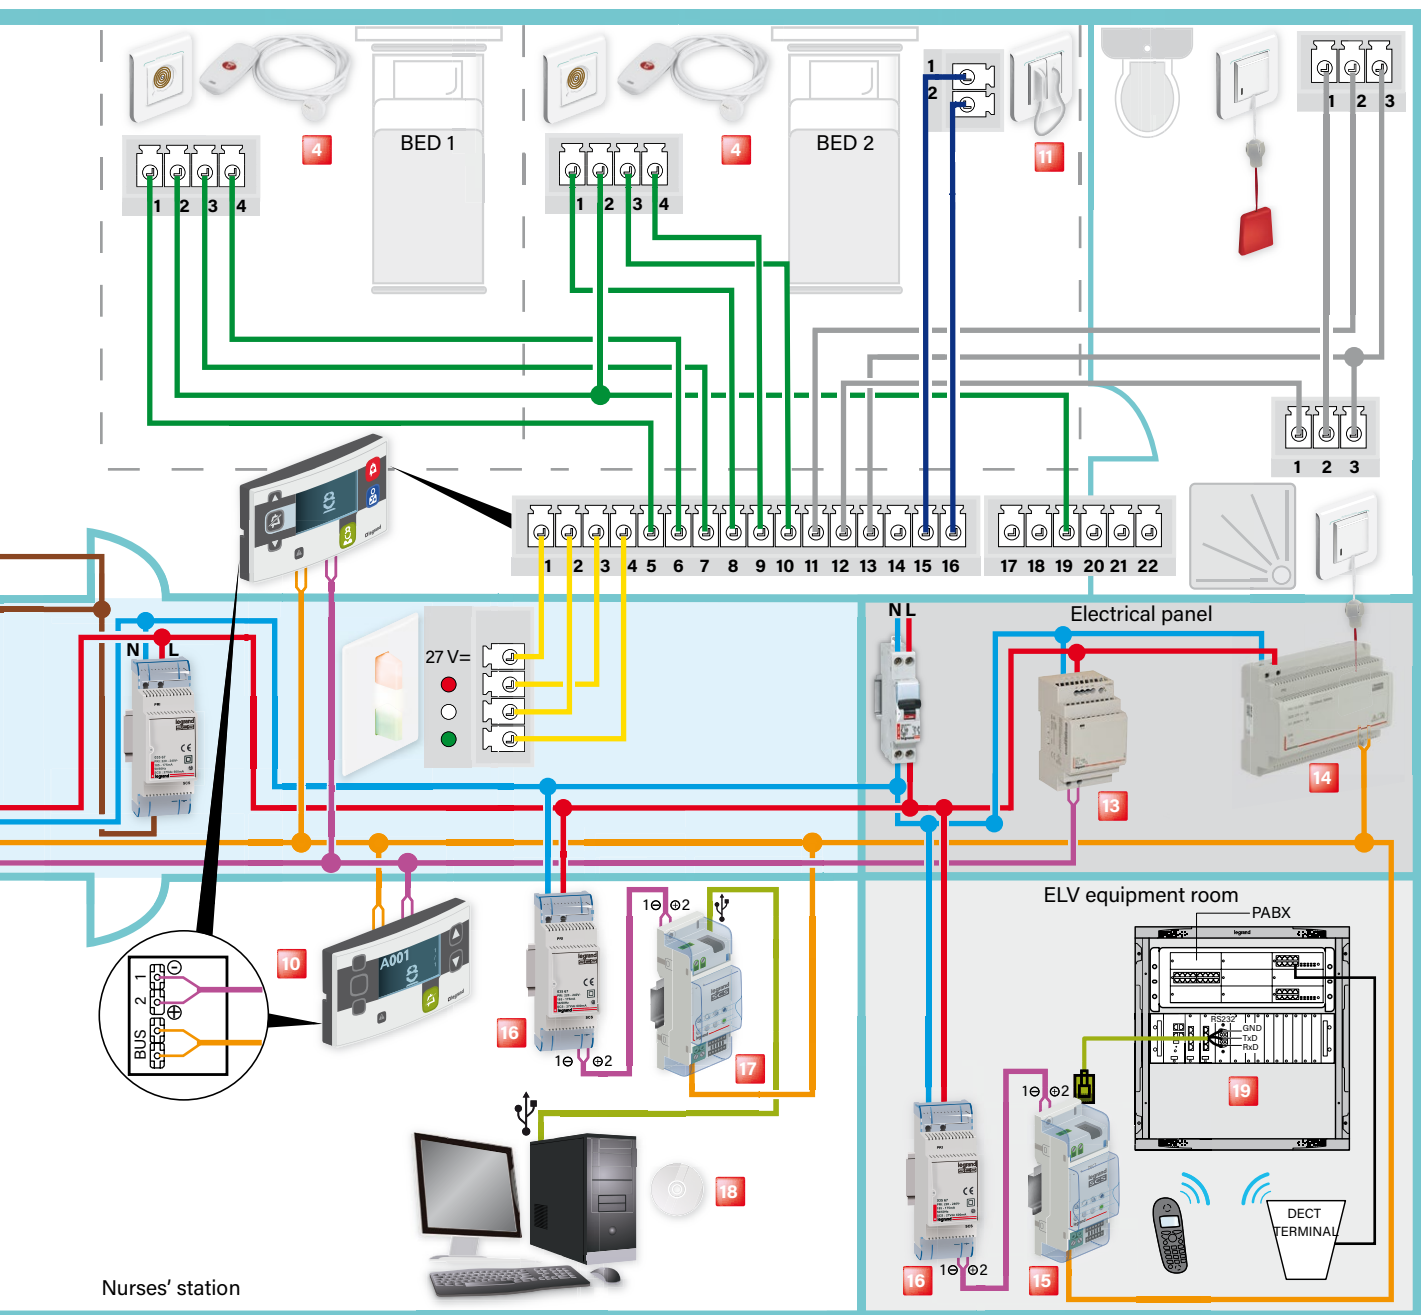 1
2
1 2 3
4
BED 1
4
BED 2
11
1 2 3 4
1 2 3 4
1 2 3
1 2 3 4 5 6 7 8 9 10 11 12 13 14 15 16
17 18 19 20 21 22
N L
Electrical panel
N L
27 V=
legrand
14
13
ELV equipment room
PABX
legrand
1⊖ ⊕2
A001
10
1 ⊖
2 ⊕
BUS
legrand
16
1⊖ ⊕2
17
RS232
GND
TxD
RxD
19
1⊖ ⊕2
legrand
18
16
1⊖ ⊕2
15
DECT
TERMINAL
Nurses' station